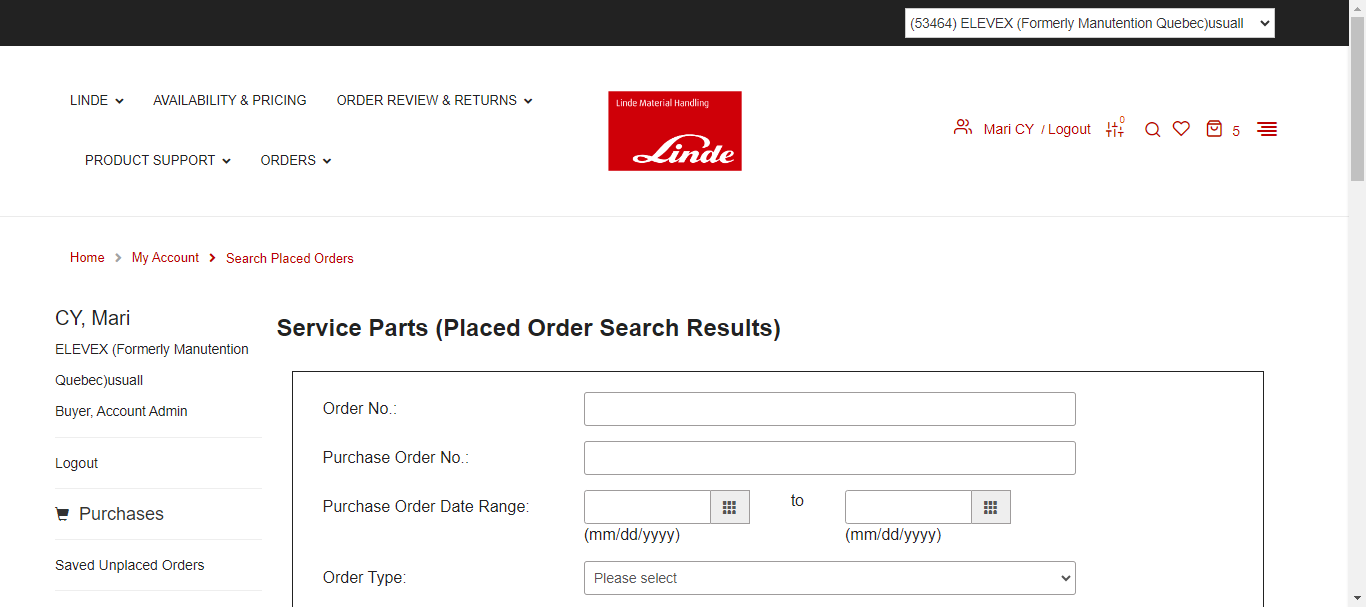 (53464) ELEVEX (Formerly Manutention Quebec)usuall
LINDE
AVAILABILITY & PRICING
ORDER REVIEW & RETURNS
PRODUCT SUPPORT
ORDERS
Linde Material Handling
Linde
Mari CY / Logout
0
5
Home
My Account
Search Placed Orders
CY, Mari
ELEVEX (Formerly Manutention
Quebec)usuall
Buyer, Account Admin
Logout
Purchases
Saved Unplaced Orders
Service Parts (Placed Order Search Results)
Order No.:
Purchase Order No.:
Purchase Order Date Range:
to
(mm/dd/yyyy)
(mm/dd/yyyy)
Order Type:
Please select